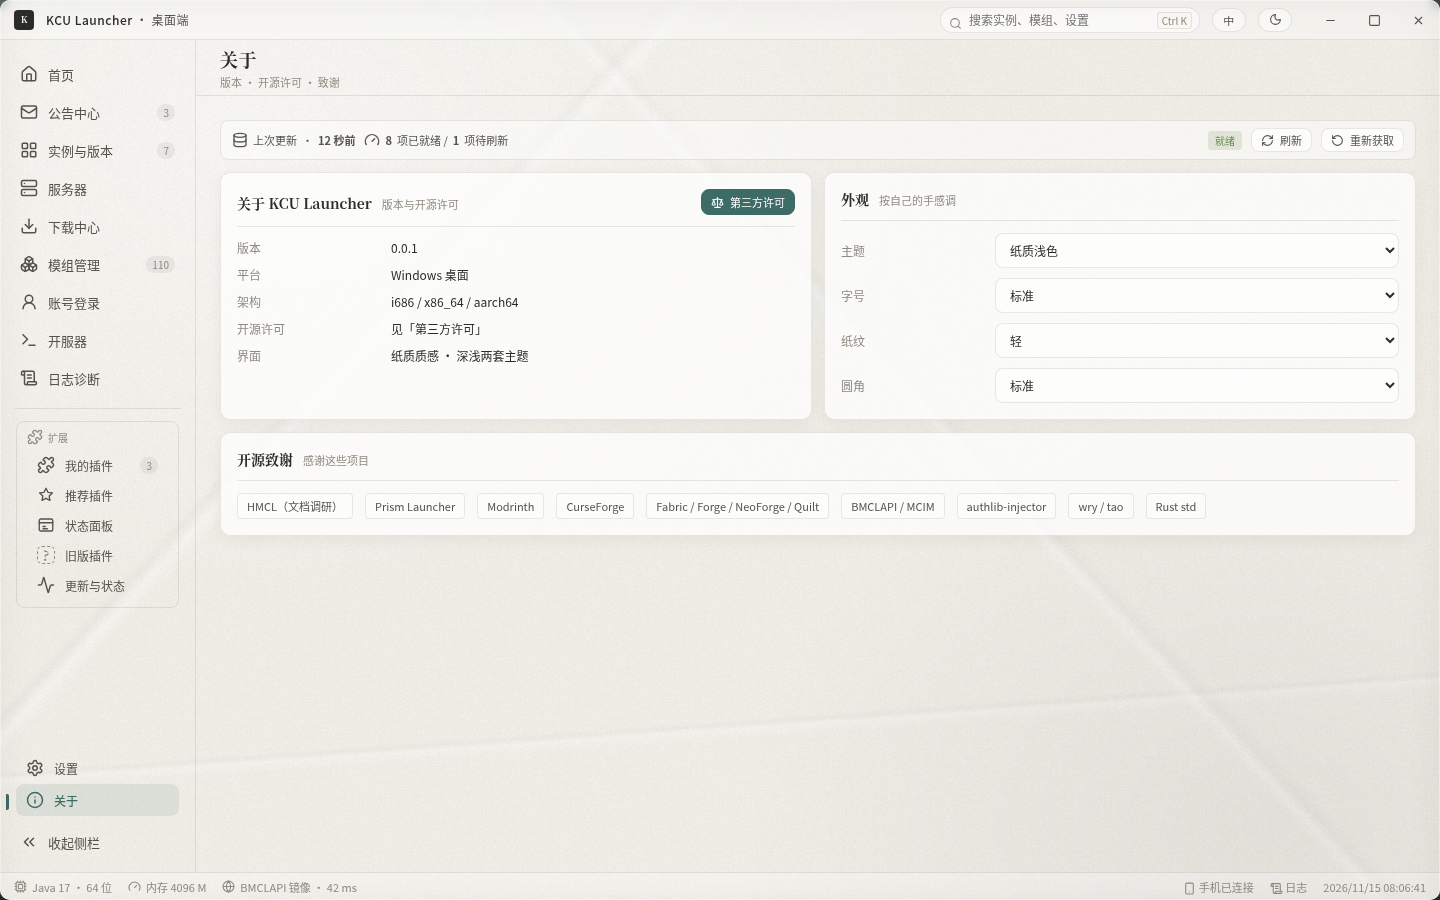 K KCU Launcher · 桌面端
搜索实例、模组、设置 Ctrl K
中
首页
公告中心 3
实例与版本 7
服务器
下载中心
模组管理 110
账号登录
开服器
日志诊断
扩展
我的插件 3
推荐插件
状态面板
旧版插件
更新与状态
设置
关于
收起侧栏
关于
版本 · 开源许可 · 致谢
上次更新 · 12 秒前 8 项已就绪 / 1 项待刷新
就绪 刷新 重新获取
关于 KCU Launcher 版本与开源许可 第三方许可
版本 0.0.1
平台 Windows 桌面
架构 i686 / x86_64 / aarch64
开源许可 见「第三方许可」
界面 纸质质感 · 深浅两套主题
外观 按自己的手感调
主题 纸质浅色
字号 标准
纸纹 轻
圆角 标准
开源致谢 感谢这些项目
HMCL（文档调研） Prism Launcher Modrinth CurseForge Fabric / Forge / NeoForge / Quilt BMCLAPI / MCIM authlib-injector wry / tao Rust std
Java 17 · 64 位 内存 4096 M BMCLAPI 镜像 · 42 ms
手机已连接 日志 2026/11/15 08:06:41